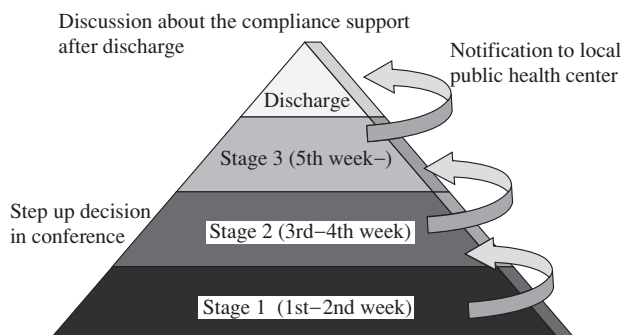 Discussion about the compliance support
after discharge
Notification to local
public health center
Discharge
Stage 3 (5th week–)
Step up decision
in conference
Stage 2 (3rd–4th week)
Stage 1 (1st–2nd week)